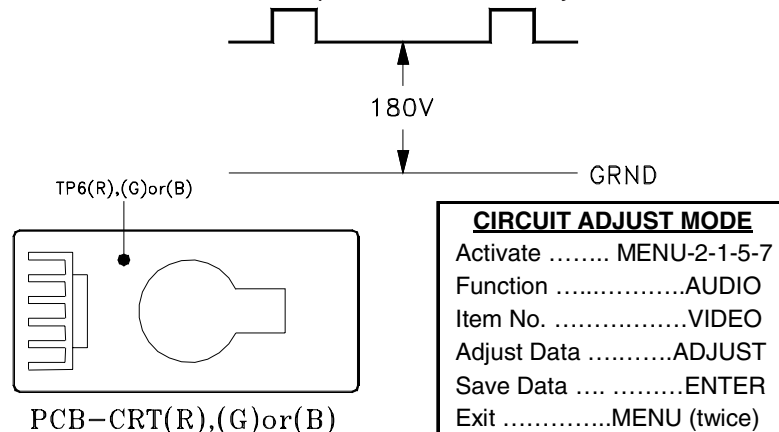 180V
GRND
TP6(R),(G)or(B)
PCB-CRT(R),(G)or(B)
CIRCUIT ADJUST MODE
Activate …….. MENU-2-1-5-7
Function …..………….AUDIO
Item No. ……………….VIDEO
Adjust Data ….…….ADJUST
Save Data …. ………ENTER
Exit …………..MENU (twice)